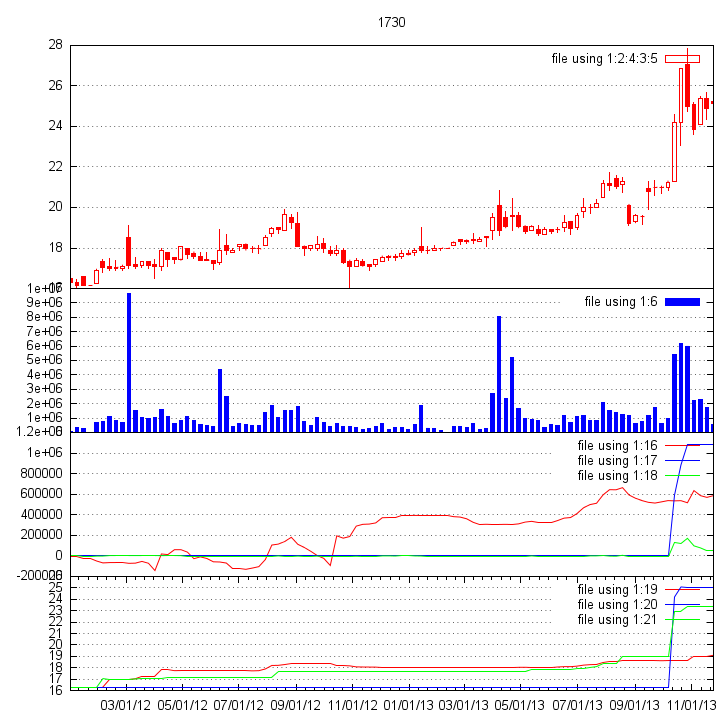 1730
28
file using 1:2:4:3:5
26
24
22
20
18
1e+07
file using 1:6
9e+06
8e+06
7e+06
6e+06
5e+06
4e+06
3e+06
2e+06
1e+06
1.2e+06
file using 1:16
1e+06
file using 1:17
800000
file using 1:18
600000
400000
200000
0
-200000
25
file using 1:19
24
file using 1:20
23
file using 1:21
22
21
20
19
18
17
16
03/01/12 05/01/12 07/01/12 09/01/12 11/01/12 01/01/13 03/01/13 05/01/13 07/01/13 09/01/13 11/01/13